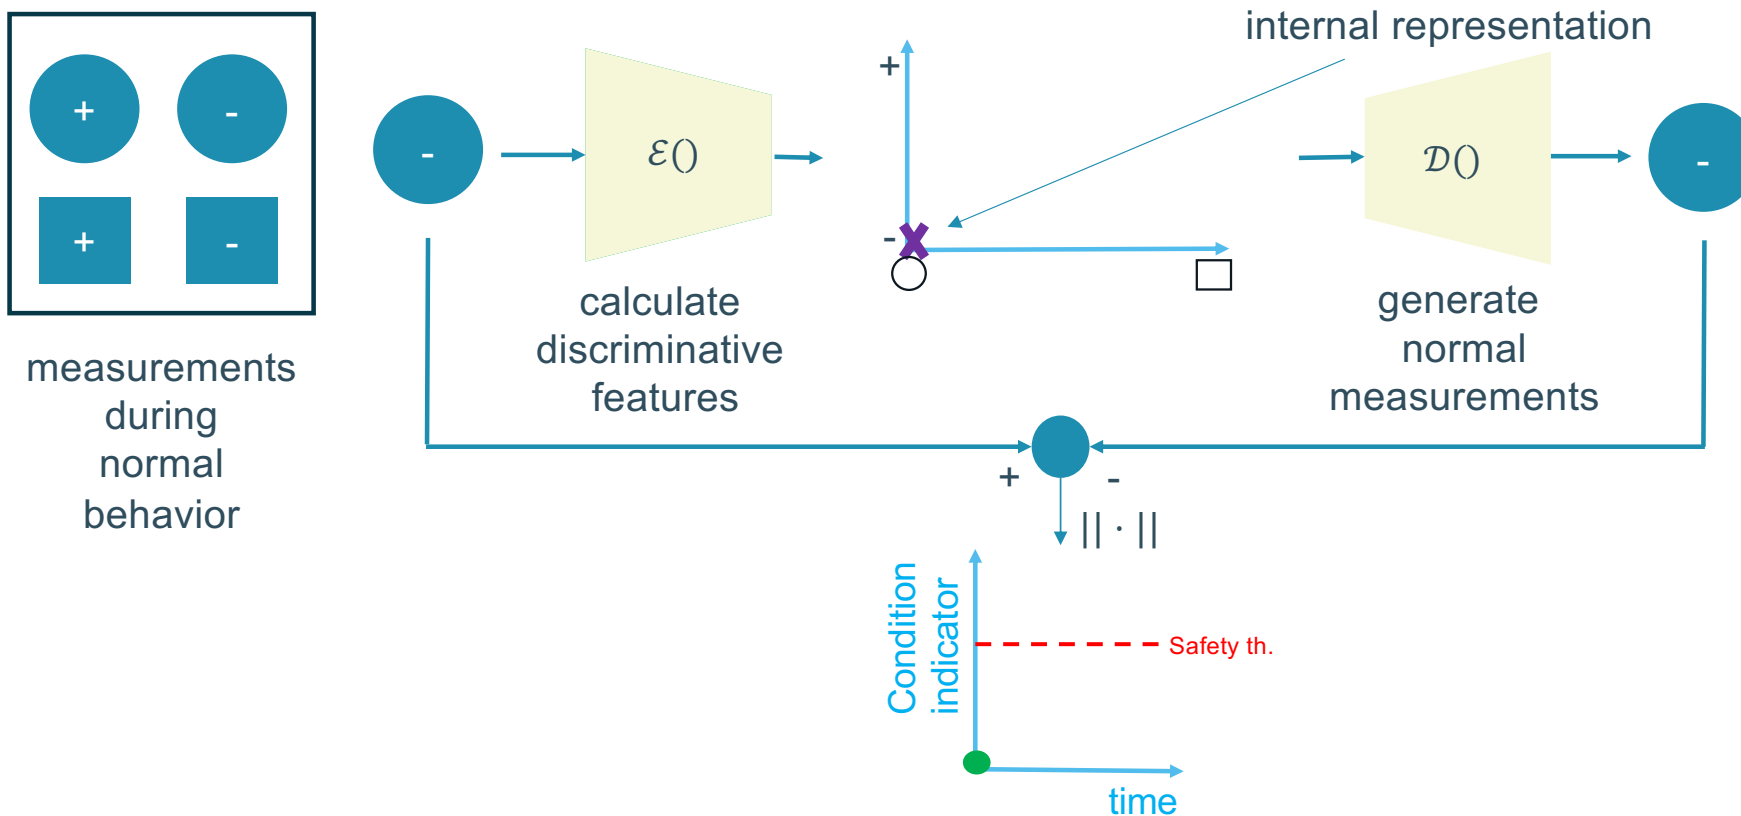 internal representation
+
+
-
-
ℰ()
𝒟()
-
+
-
-
calculate
discriminative
features
generate
normal
measurements
measurements
during
normal
behavior
+
-
|| · ||
Condition
indicator
Safety th.
time